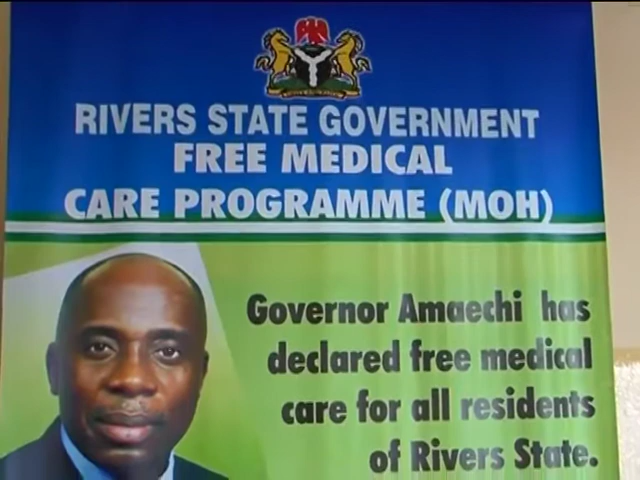 RIVERS STATE GOVERNMENT
FREE MEDICAL
CARE PROGRAMME (MOH)
Governor Amaechi has
declared free medical
care for all residents
of Rivers State.